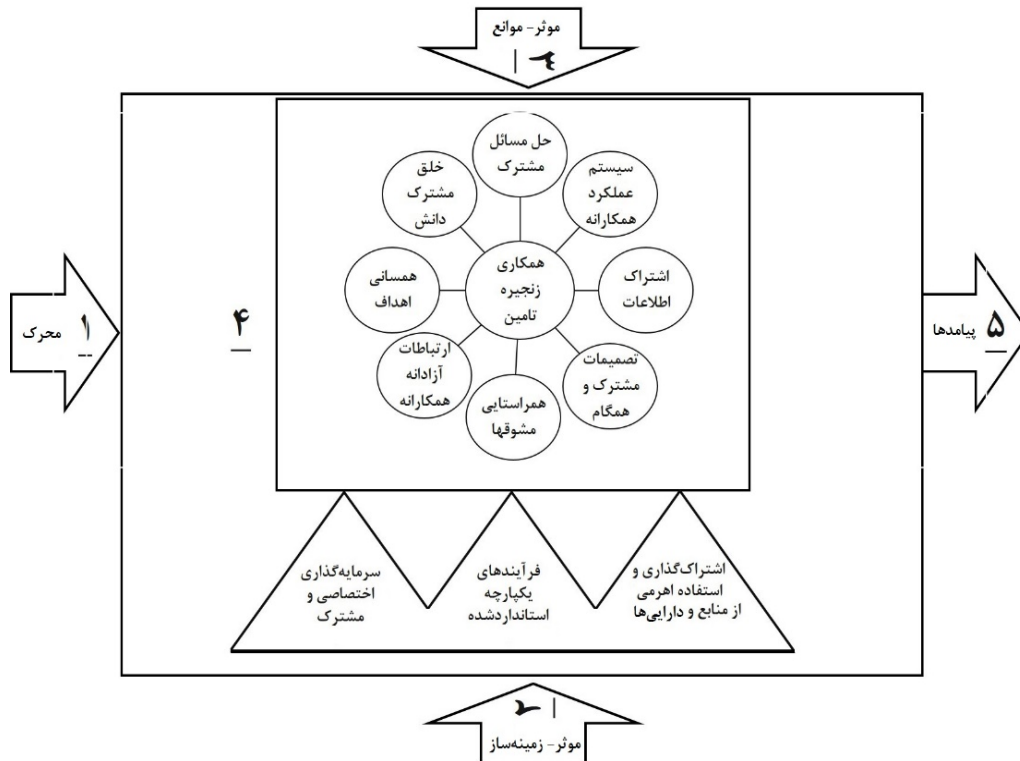 موثر- موانع
۳
حل مسائل
مشترک
سیستم
عملکرد
همکارانه
خلق
مشترک
دانش
اشتراک
اطلاعات
همکاری
زنجیره
تامین
همسانی
اهداف
تصمیمات
مشترک و
همگام
ارتباطات
آزادانه
همکارانه
همراستایی
مشوقها
محرک
۱
۴
۵
پیامدها
اشتراک‌گذاری و
استفاده اهرمی
از منابع و دارایی‌ها
فرآیندهای
یکپارچه
استانداردشده
سرمایه‌گذاری
اختصاصی و
مشترک
۲
موثر- زمینه‌ساز